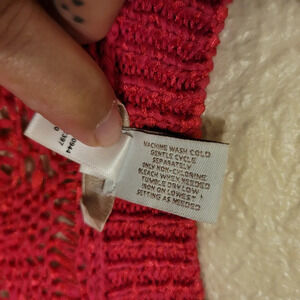 MACHINE WASH COLD
GENTLE CYCLE
SEPARATELY
ONLY NON-CLORINE
BLEACH WHEN NEEDED
TUMBLE DRY LOW
IRON ON LOWEST
SETTING AS NEEDED